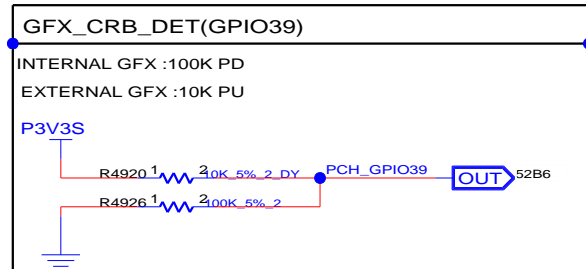 GFX_CRB_DET(GPIO39)
INTERNAL GFX :100K PD
EXTERNAL GFX :10K PU
P3V3S
R4920 1 2 10K_5%_2_DY PCH_GPIO39 OUT 52B6
R4926 1 2 100K_5%_2